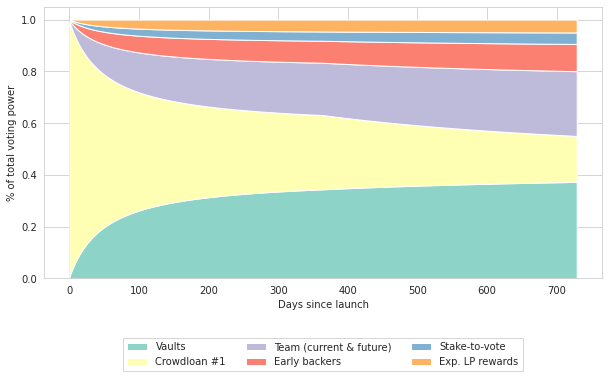 1.0
0.8
0.6
0.4
0.2
0.0
% of total voting power
0 100 200 300 400 500 600 700
Days since launch
Vaults Team (current & future) Stake-to-vote
Crowdloan #1 Early backers Exp. LP rewards